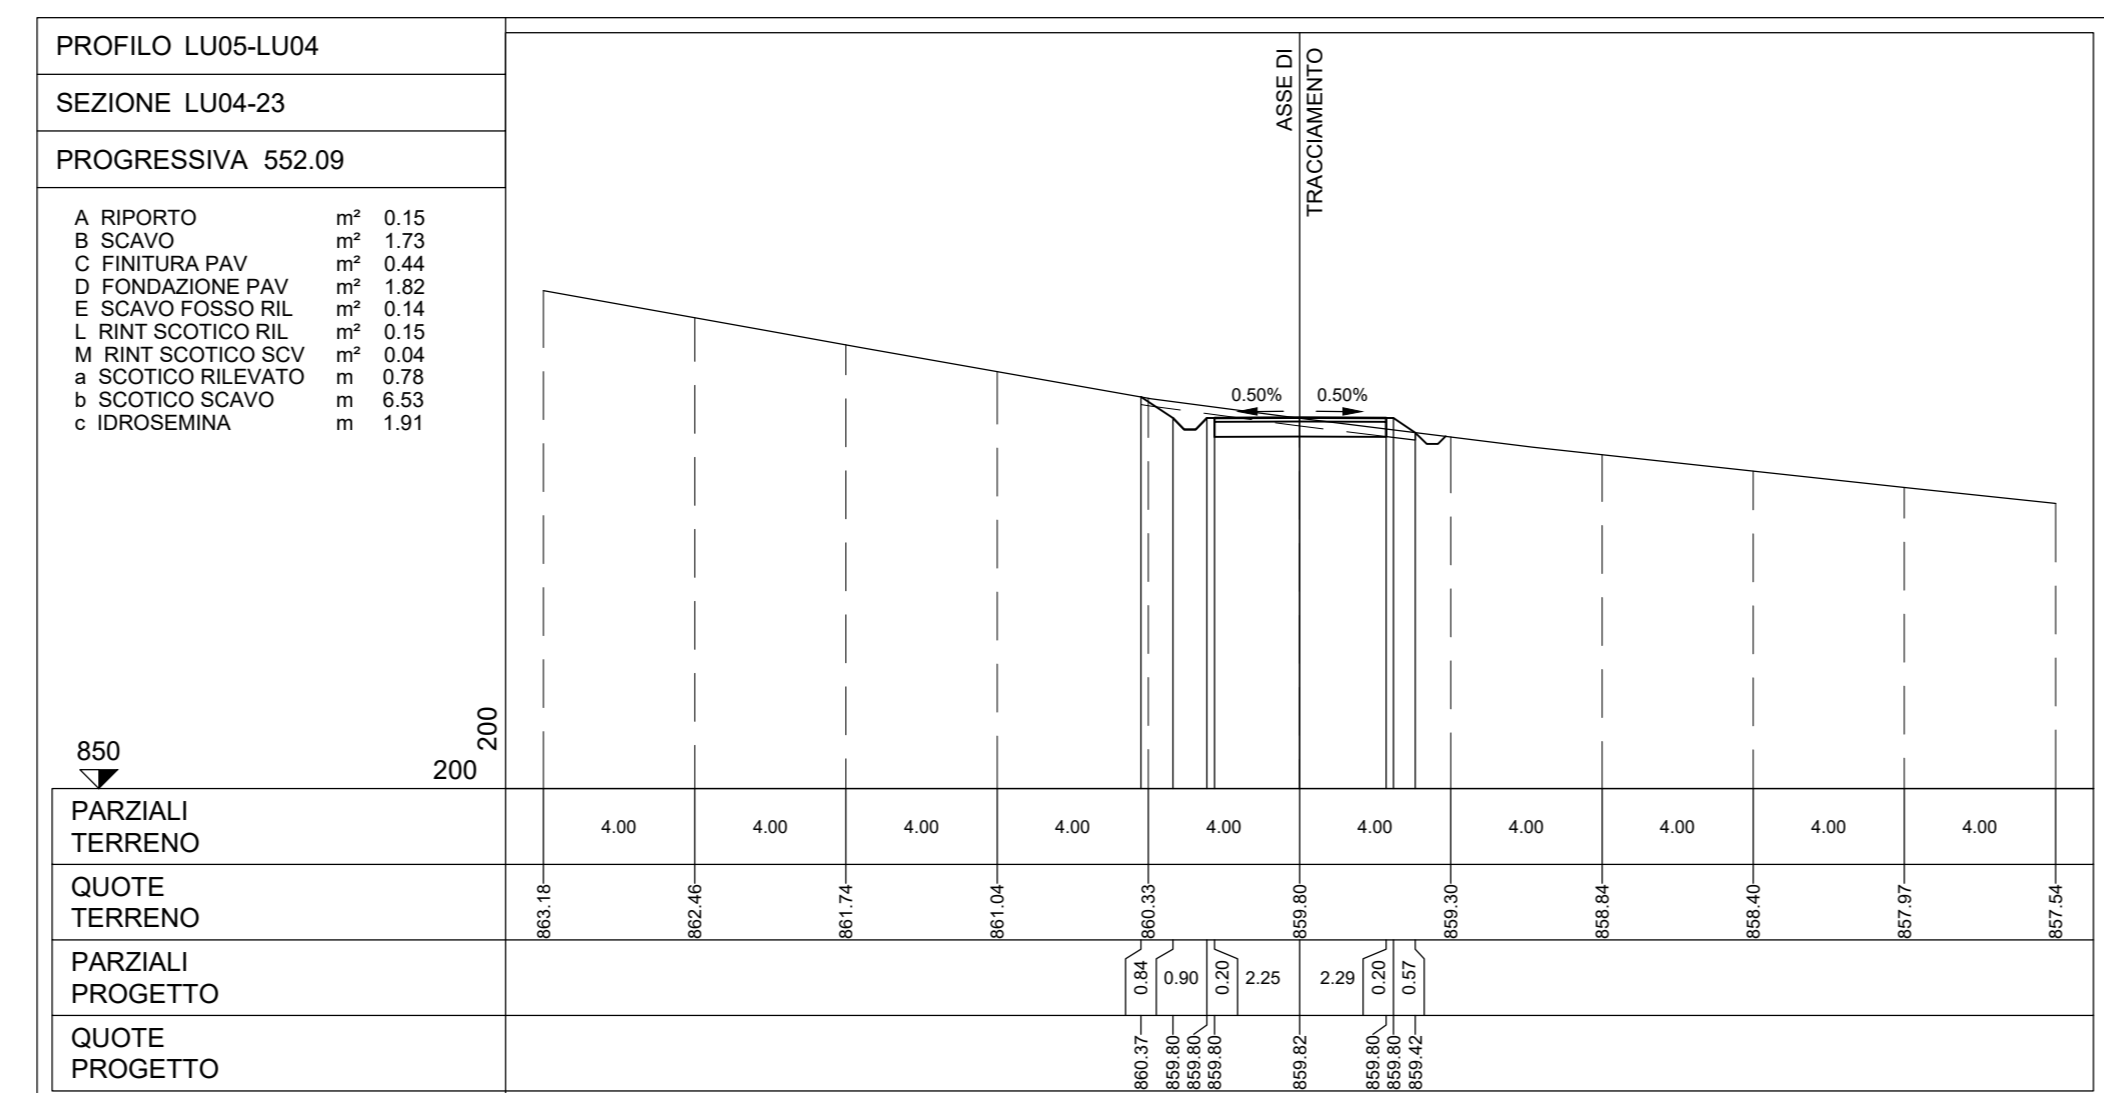 PROFILO LU05-LU04
SEZIONE LU04-23
PROGRESSIVA 552.09
A RIPORTO m² 0.15
B SCAVO m² 1.73
C FINITURA PAV m² 0.44
D FONDAZIONE PAV m² 1.82
E SCAVO FOSSO RIL m² 0.14
L RINT SCOTICO RIL m² 0.15
M RINT SCOTICO SCV m² 0.04
a SCOTICO RILEVATO m 0.78
b SCOTICO SCAVO m 6.53
c IDROSEMINA m 1.91
ASSE DI
TRACCIAMENTO
0.50% 0.50%
850
200
200
PARZIALI
TERRENO
4.00 4.00 4.00 4.00 4.00 4.00 4.00 4.00 4.00 4.00
QUOTE
TERRENO
863.18 862.46 861.74 861.04 860.33 859.80 859.30 858.84 858.40 857.97 857.54
PARZIALI
PROGETTO
0.84 0.90 0.20 2.25 2.29 0.20 0.57
QUOTE
PROGETTO
860.37 859.80 859.80 859.80 859.82 859.80 859.80 859.42